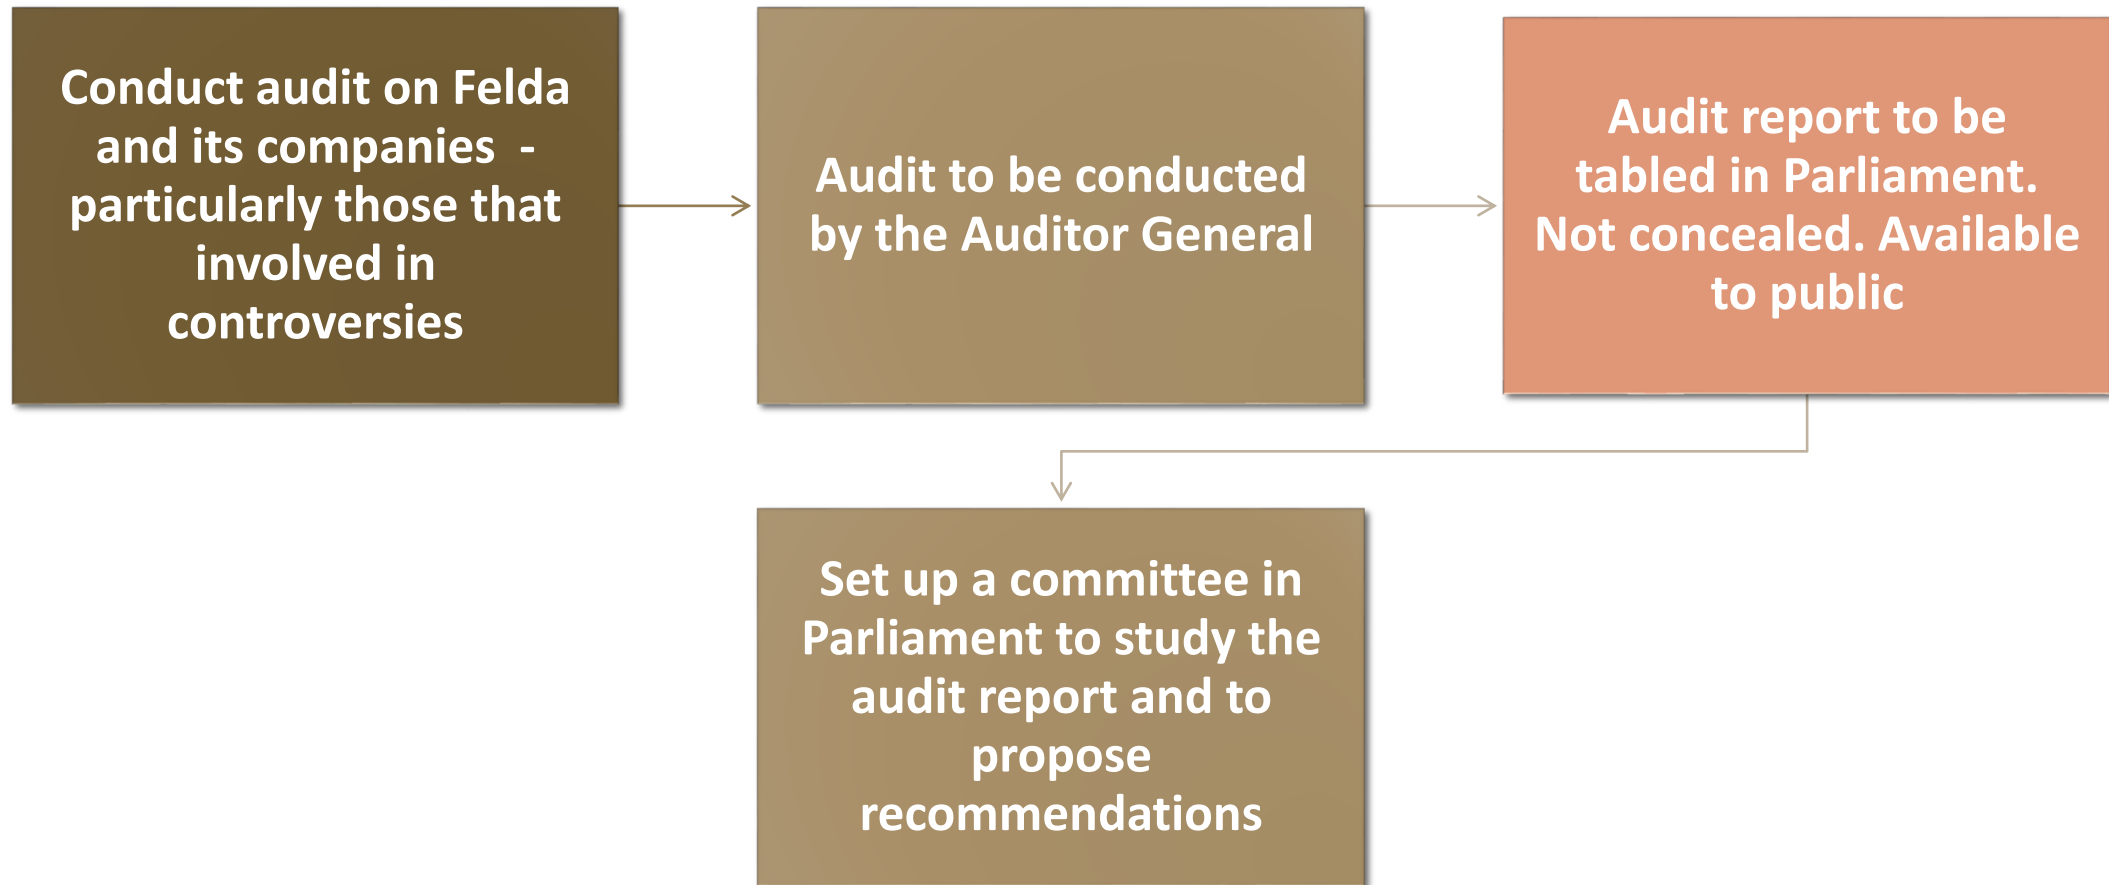 Conduct audit on Felda
and its companies  -
particularly those that
involved in
controversies
Audit to be conducted
by the Auditor General
Audit report to be
tabled in Parliament.
Not concealed. Available
to public
Set up a committee in
Parliament to study the
audit report and to
propose
recommendations